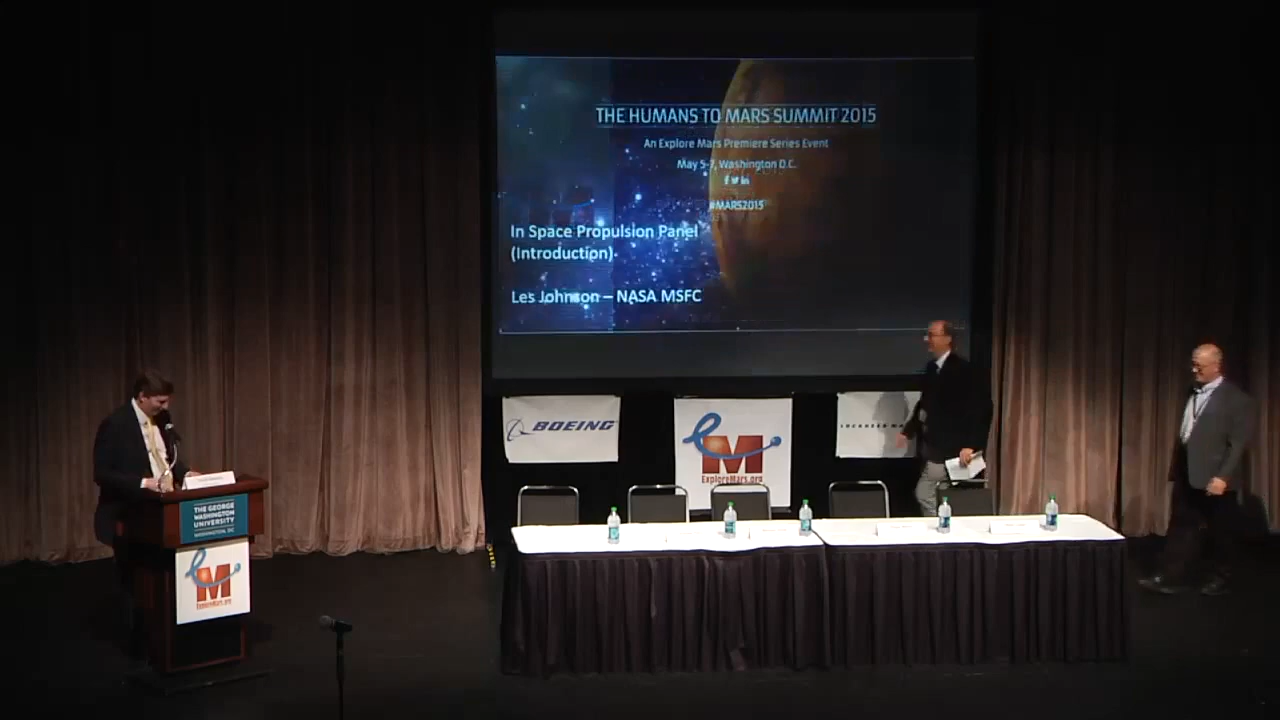 THE HUMANS TO MARS SUMMIT 2015
An Explore Mars Premiere Series Event
May 5-7, Washington D.C.
#MARS2015
In Space Propulsion Panel
(Introduction)
Les Johnson – NASA MSFC
BOEING
M
ExploreMars.org
THE GEORGE
WASHINGTON
UNIVERSITY
WASHINGTON, DC
M
ExploreMars.org